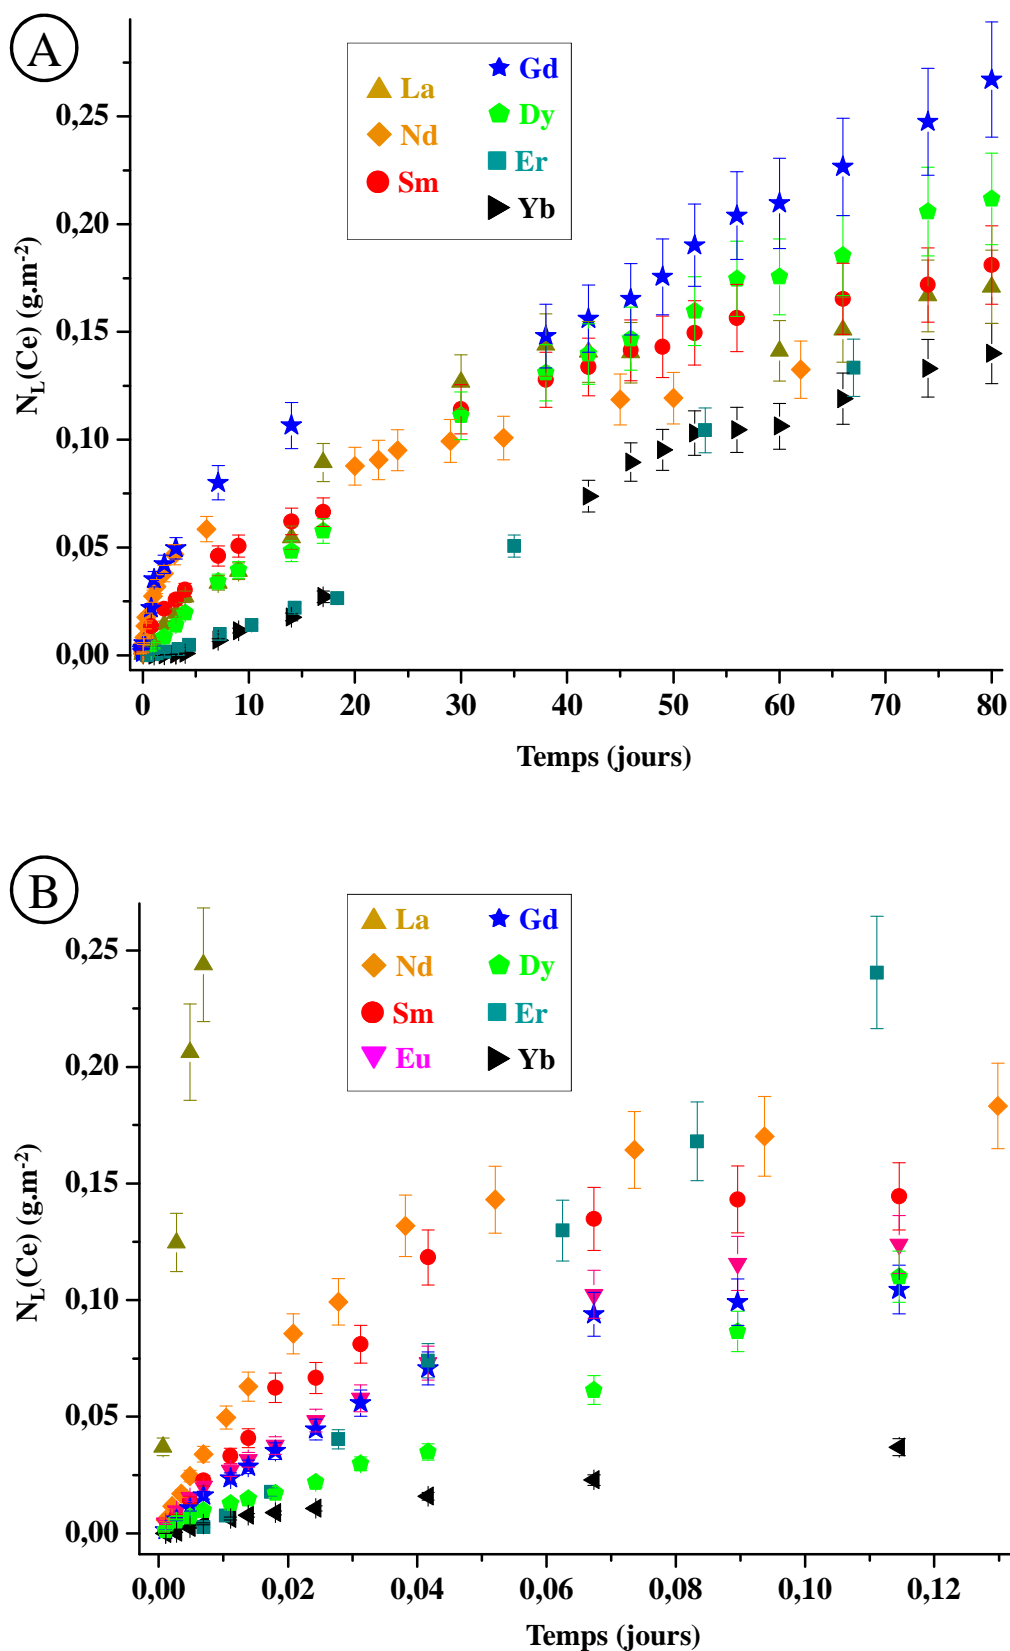 A
N_L(Ce) (g.m^-2)
0,25
0,20
0,15
0,10
0,05
0,00
La
Nd
Sm
Gd
Dy
Er
Yb
0 10 20 30 40 50 60 70 80
Temps (jours)
B
N_L(Ce) (g.m^-2)
0,25
0,20
0,15
0,10
0,05
0,00
La
Nd
Sm
Eu
Gd
Dy
Er
Yb
0,00 0,02 0,04 0,06 0,08 0,10 0,12
Temps (jours)